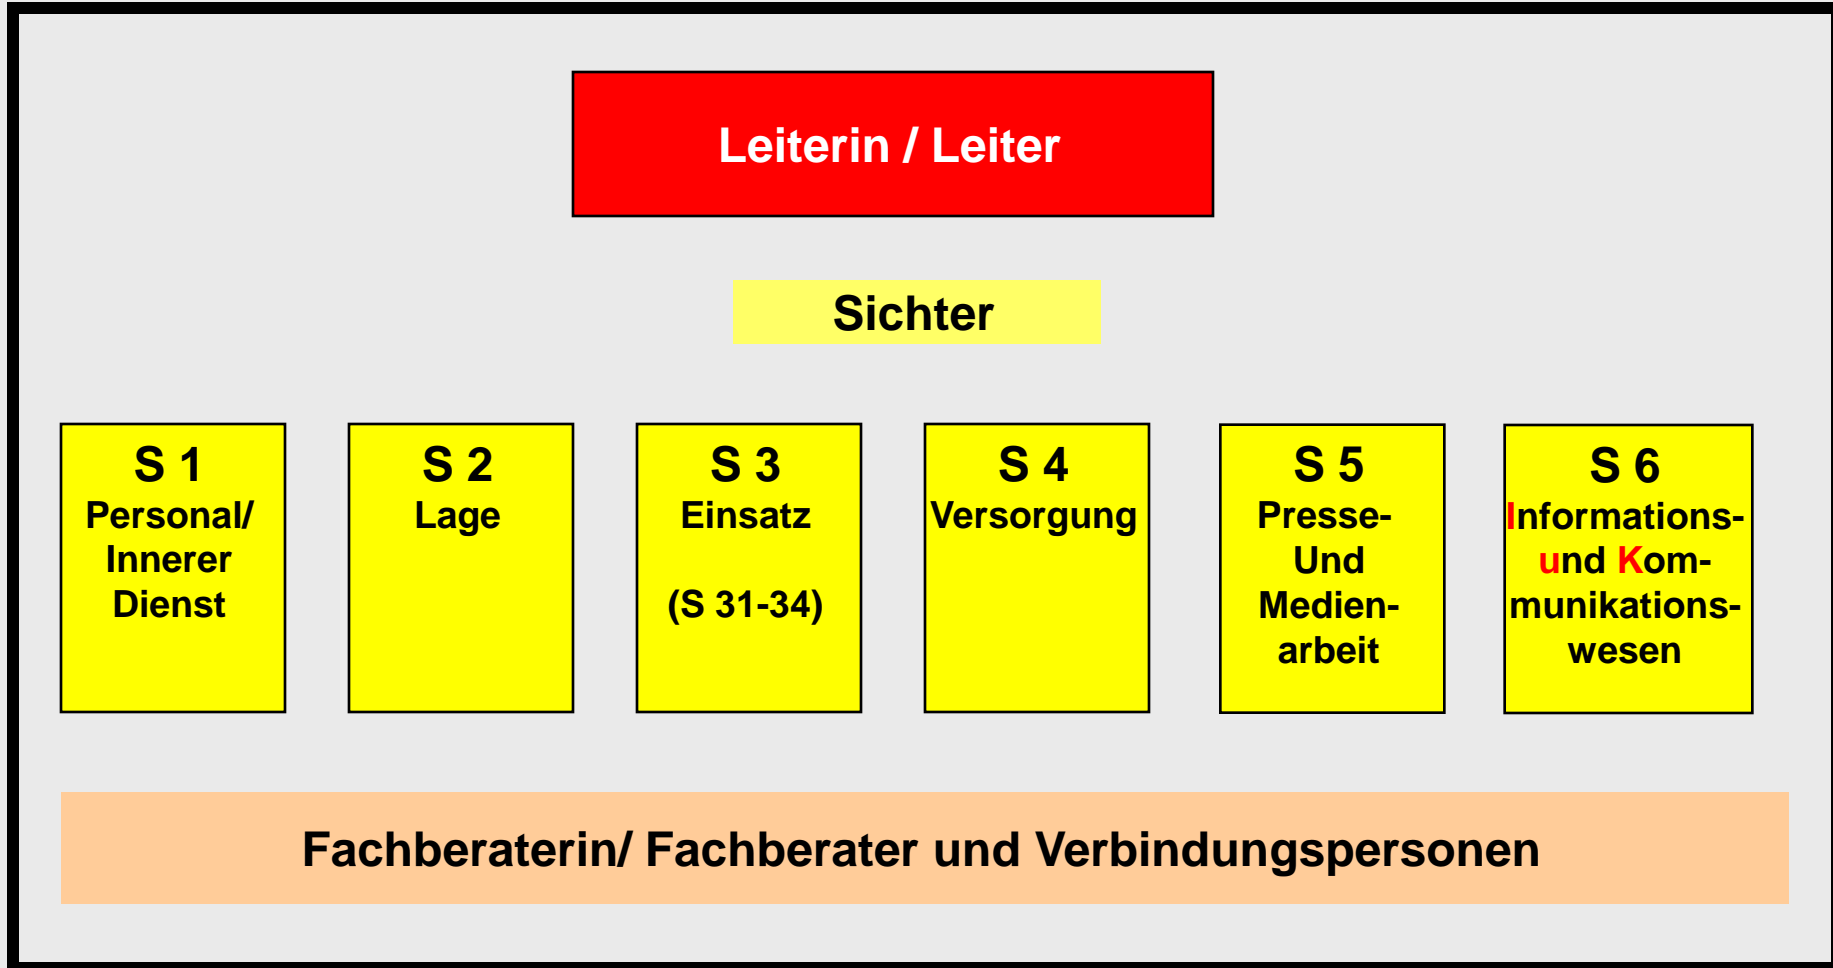 Leiterin / Leiter
Sichter
S 1
Personal/
Innerer
Dienst
S 2
Lage
S 3
Einsatz
(S 31-34)
S 4
Versorgung
S 5
Presse-
Und
Medien-
arbeit
S 6
Informations-
und Kom-
munikations-
wesen
Fachberaterin/ Fachberater und Verbindungspersonen